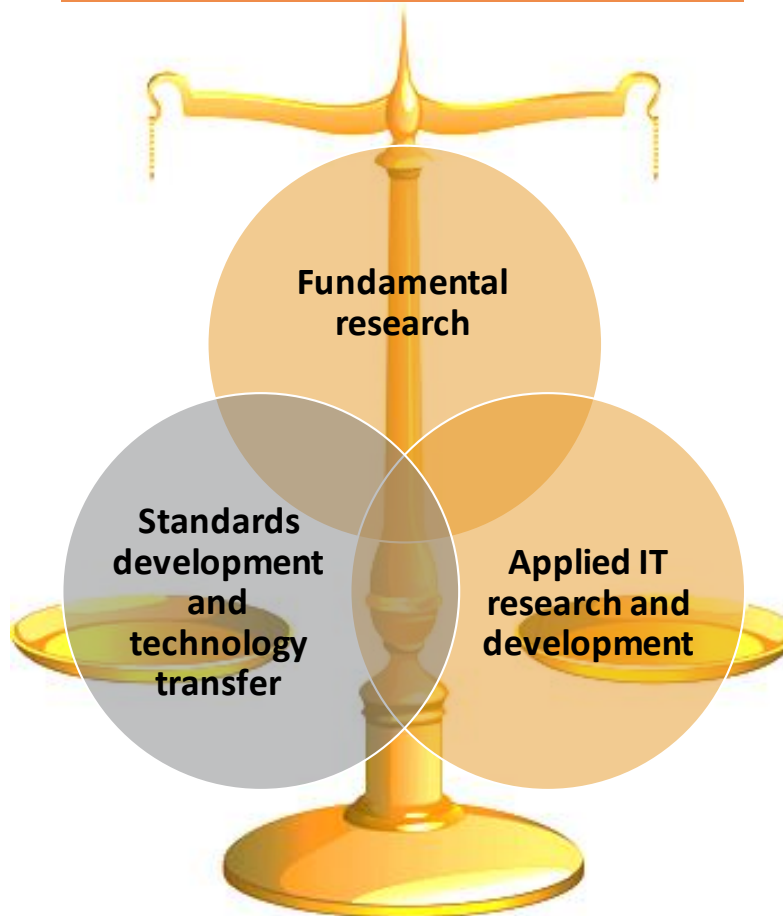 Fundamental
research
Standards
development
and
technology
transfer
Applied IT
research and
development